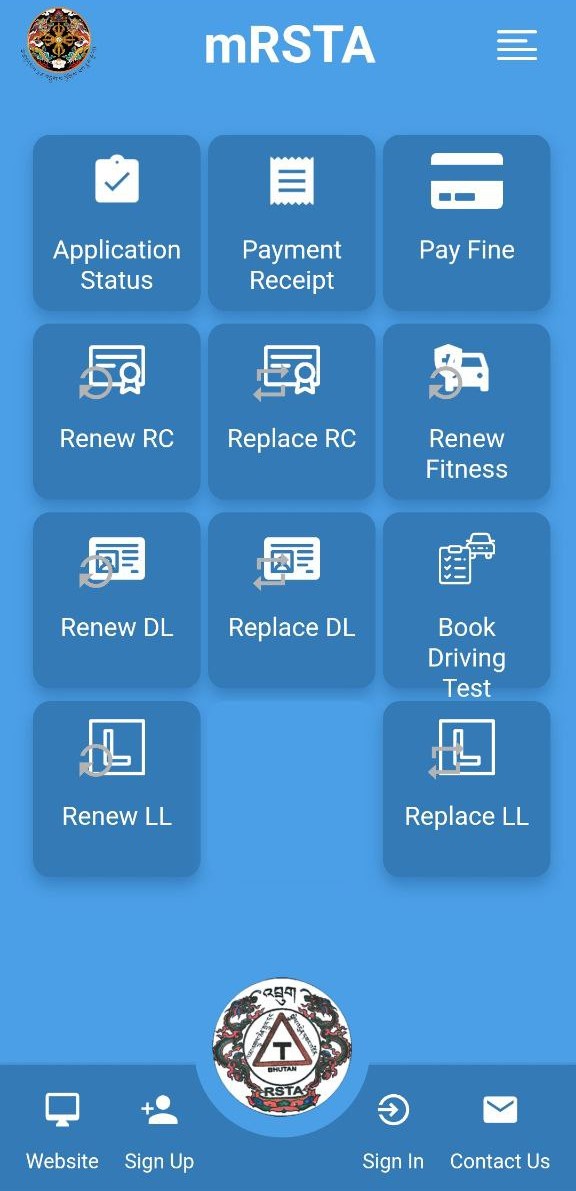 mRSTA
Application
Status
Payment
Receipt
Pay Fine
Renew RC
Replace RC
Renew
Fitness
Renew DL
Replace DL
Book
Driving
Test
Renew LL
Replace LL
འབྲུག
T
BHUTAN
RSTA
Website
Sign Up
Sign In
Contact Us